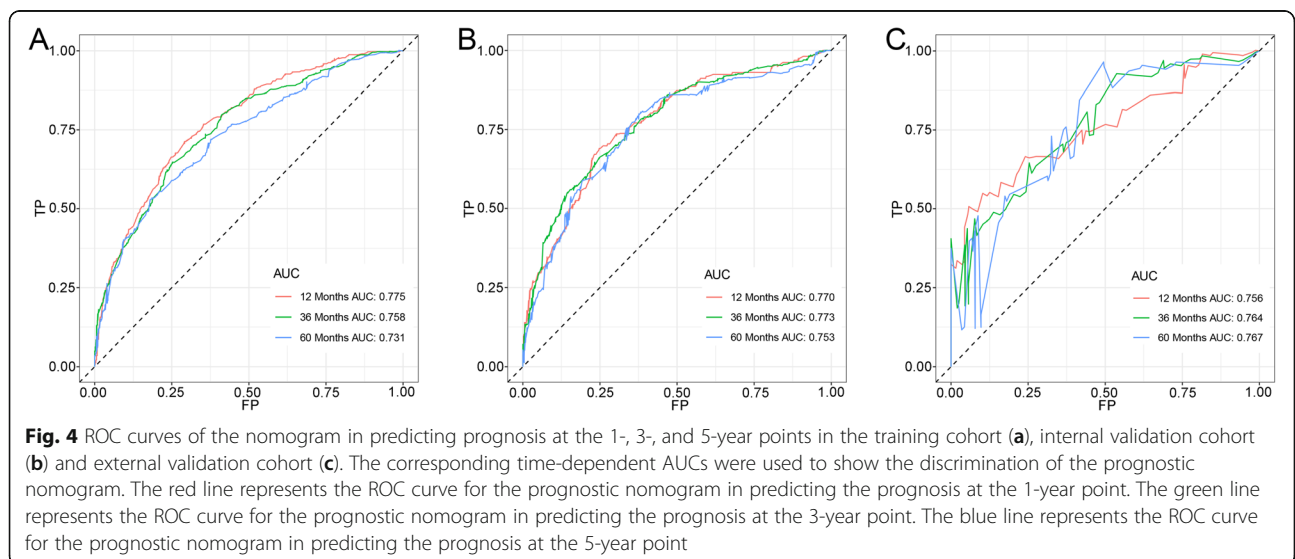 A
1.00
0.75
TP
0.50
0.25
0.00
0.00 0.25 0.50 0.75 1.00
FP
AUC
12 Months AUC: 0.775
36 Months AUC: 0.758
60 Months AUC: 0.731
B
1.00
0.75
TP
0.50
0.25
0.00
0.00 0.25 0.50 0.75 1.00
FP
AUC
12 Months AUC: 0.770
36 Months AUC: 0.773
60 Months AUC: 0.753
C
1.00
0.75
TP
0.50
0.25
0.00
0.00 0.25 0.50 0.75 1.00
FP
AUC
12 Months AUC: 0.756
36 Months AUC: 0.764
60 Months AUC: 0.767
Fig. 4 ROC curves of the nomogram in predicting prognosis at the 1-, 3-, and 5-year points in the training cohort (a), internal validation cohort
(b) and external validation cohort (c). The corresponding time-dependent AUCs were used to show the discrimination of the prognostic
nomogram. The red line represents the ROC curve for the prognostic nomogram in predicting the prognosis at the 1-year point. The green line
represents the ROC curve for the prognostic nomogram in predicting the prognosis at the 3-year point. The blue line represents the ROC curve
for the prognostic nomogram in predicting the prognosis at the 5-year point